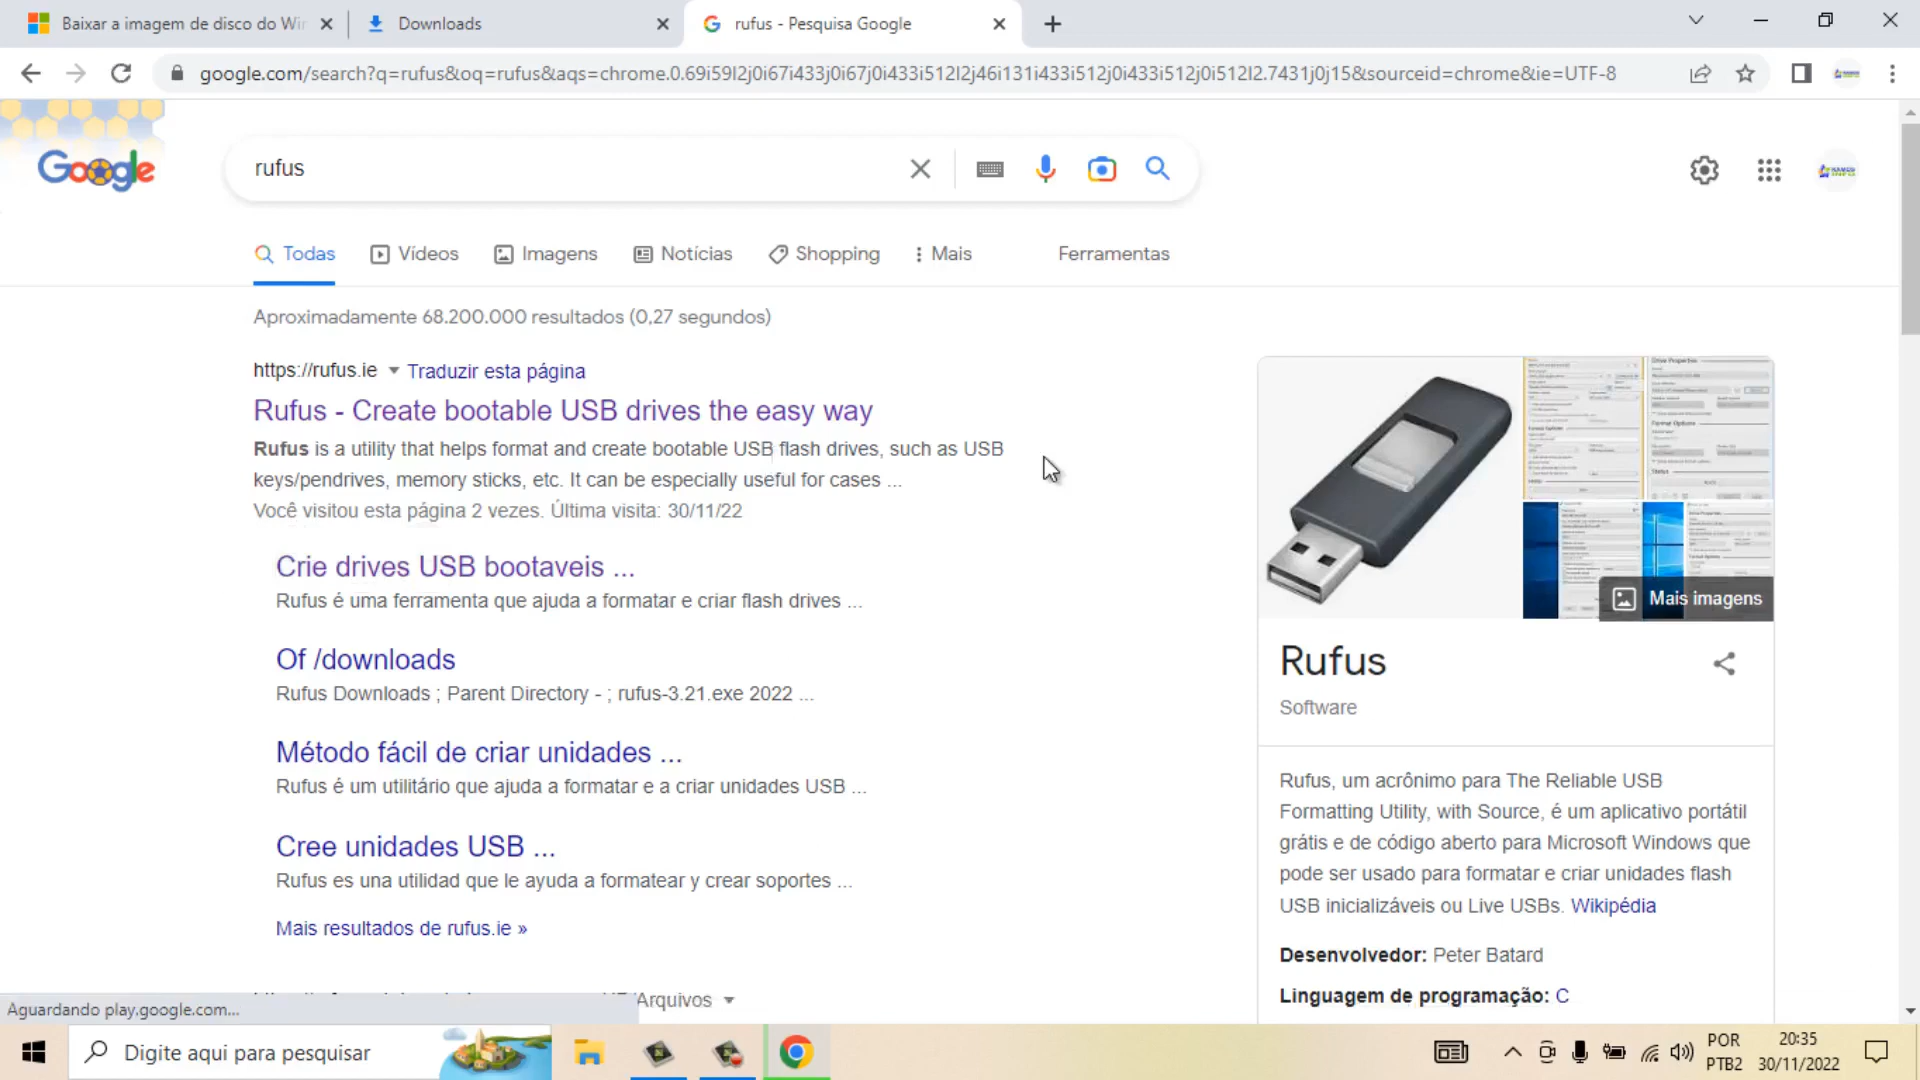 Baixar a imagem de disco do Win
Downloads
rufus - Pesquisa Google
google.com/search?q=rufus&oq=rufus&aqs=chrome.0.69i59l2j0i67i433j0i67j0i433i512l2j46i131i433i512j0i433i512j0i512l2.7431j0j15&sourceid=chrome&ie=UTF-8
Google
rufus
Todas
Vídeos
Imagens
Notícias
Shopping
Mais
Ferramentas
Aproximadamente 68.200.000 resultados (0,27 segundos)
https://rufus.ie
Traduzir esta página
Rufus - Create bootable USB drives the easy way
Rufus is a utility that helps format and create bootable USB flash drives, such as USB
keys/pendrives, memory sticks, etc. It can be especially useful for cases ...
Você visitou esta página 2 vezes. Última visita: 30/11/22
Crie drives USB bootaveis ...
Rufus é uma ferramenta que ajuda a formatar e criar flash drives ...
Of /downloads
Rufus Downloads ; Parent Directory - ; rufus-3.21.exe 2022 ...
Método fácil de criar unidades ...
Rufus é um utilitário que ajuda a formatar e a criar unidades USB ...
Cree unidades USB ...
Rufus es una utilidad que le ayuda a formatear y crear soportes ...
Mais resultados de rufus.ie »
Arquivos
Mais imagens
Rufus
Software
Rufus, um acrônimo para The Reliable USB
Formatting Utility, with Source, é um aplicativo portátil
grátis e de código aberto para Microsoft Windows que
pode ser usado para formatar e criar unidades flash
USB inicializáveis ou Live USBs. Wikipédia
Desenvolvedor: Peter Batard
Linguagem de programação: C
Aguardando play.google.com...
Digite aqui para pesquisar
POR
PTB2
20:35
30/11/2022